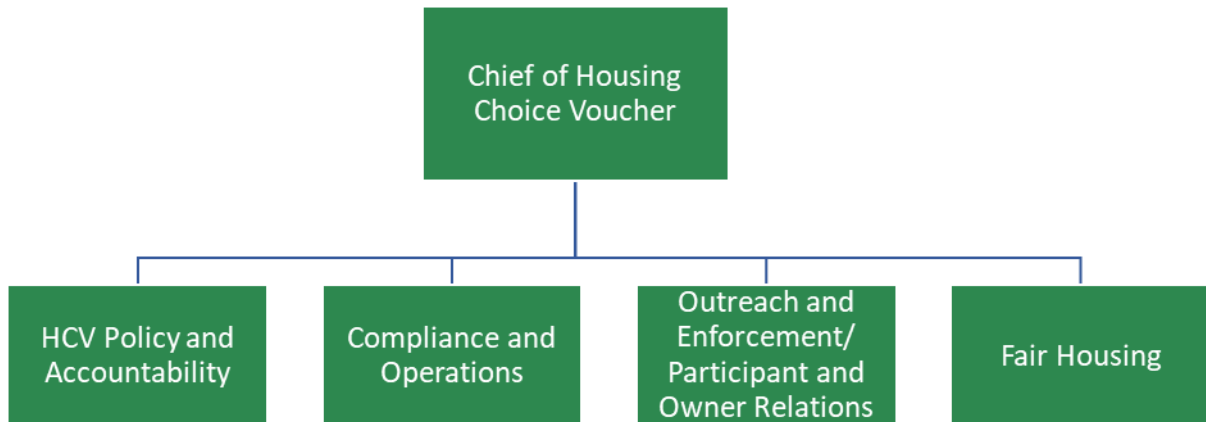 Chief of Housing
Choice Voucher
HCV Policy and
Accountability
Compliance and
Operations
Outreach and
Enforcement/
Participant and
Owner Relations
Fair Housing